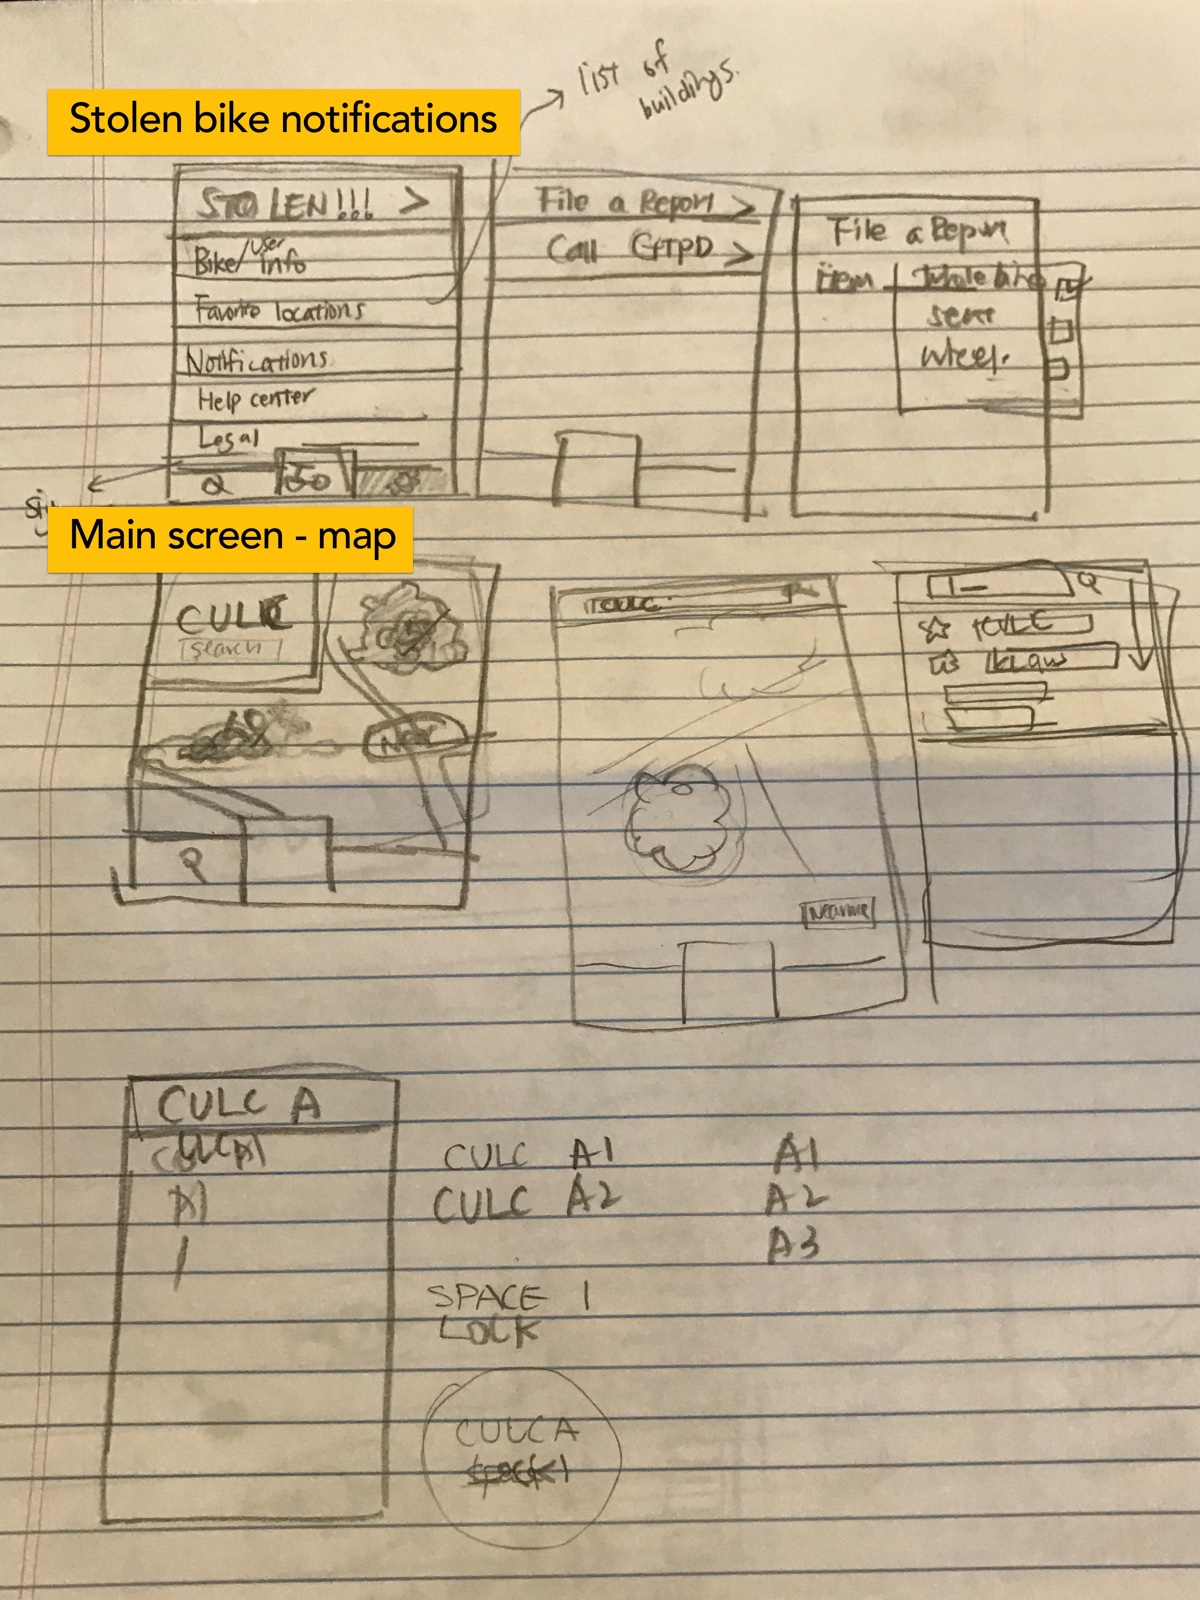 list of
buildings.
Stolen bike notifications
STOLEN!!! >
Bike/user info
Favorite locations
Notifications
Help center
Legal
Q
File a Report >
Call GTPD >
File a Report
Item
whole bike
seat
wheel.
Main screen - map
CULC
search
Q
CULC
Near me
Q
CULC
Klaus
CULC A
CULC A1
A1
1
CULC A1
CULC A2
A1
A2
A3
SPACE 1
LOCK
CULC A